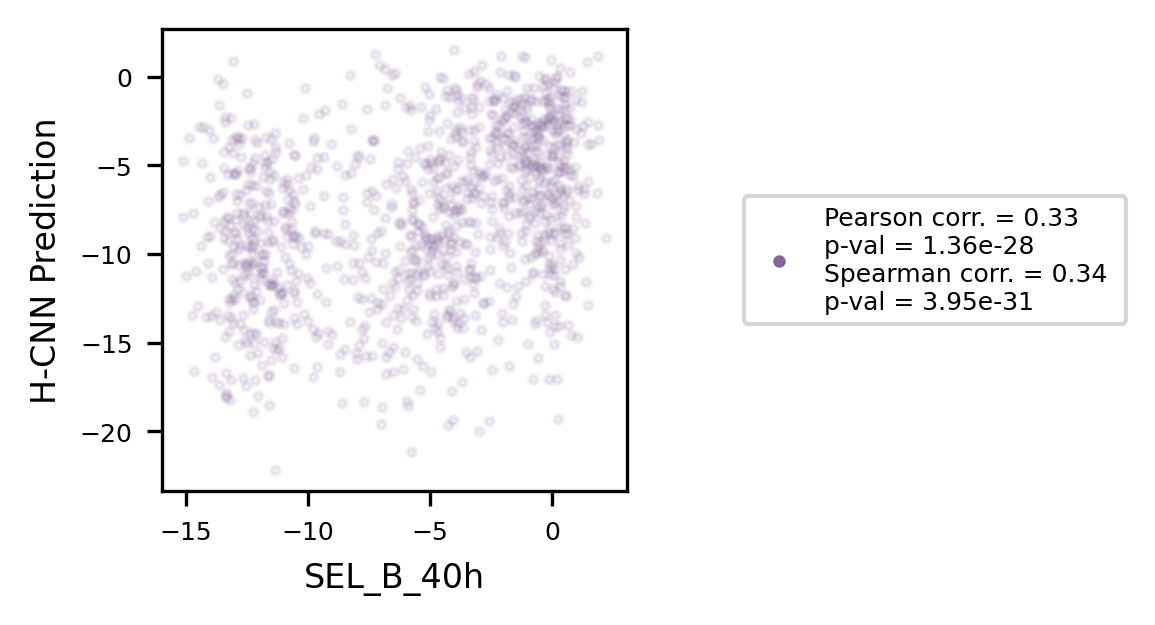 0
−5
−10
−15
−20
H-CNN Prediction
−15
−10
−5
0
SEL_B_40h
Pearson corr. = 0.33
p-val = 1.36e-28
Spearman corr. = 0.34
p-val = 3.95e-31